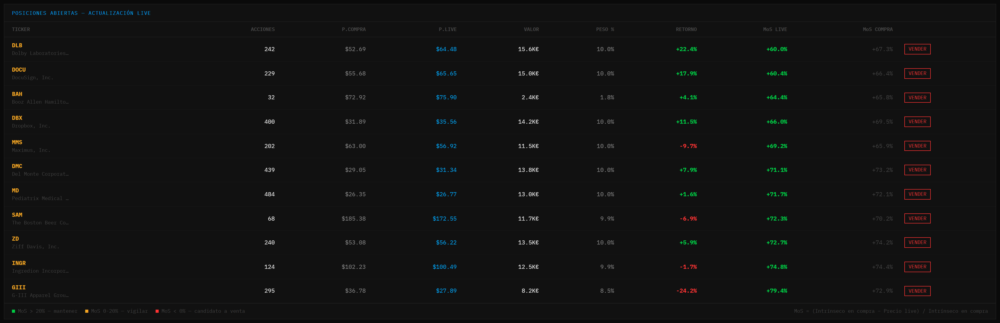 POSICIONES ABIERTAS — ACTUALIZACIÓN LIVE
TICKER ACCIONES P.COMPRA P.LIVE VALOR PESO % RETORNO MoS LIVE MoS COMPRA
DLB 242 $52.69 $64.48 15.6K€ 10.0% +22.4% +60.0% +67.3% VENDER
Dolby Laboratories…
DOCU 229 $55.68 $65.65 15.0K€ 10.0% +17.9% +60.4% +66.4% VENDER
DocuSign, Inc.
BAH 32 $72.92 $75.90 2.4K€ 1.8% +4.1% +64.4% +65.8% VENDER
Booz Allen Hamilto…
DBX 400 $31.89 $35.56 14.2K€ 10.0% +11.5% +66.0% +69.5% VENDER
Dropbox, Inc.
MMS 202 $63.00 $56.92 11.5K€ 10.0% -9.7% +69.2% +65.9% VENDER
Maximus, Inc.
DMC 439 $29.05 $31.34 13.8K€ 10.0% +7.9% +71.1% +73.2% VENDER
Del Monte Corporat…
MD 484 $26.35 $26.77 13.0K€ 10.0% +1.6% +71.7% +72.1% VENDER
Pediatrix Medical …
SAM 68 $185.38 $172.55 11.7K€ 9.9% -6.9% +72.3% +70.2% VENDER
The Boston Beer Co…
ZD 240 $53.08 $56.22 13.5K€ 10.0% +5.9% +72.7% +74.2% VENDER
Ziff Davis, Inc.
INGR 124 $102.23 $100.49 12.5K€ 9.9% -1.7% +74.8% +74.4% VENDER
Ingredion Incorpor…
GIII 295 $36.78 $27.89 8.2K€ 8.5% -24.2% +79.4% +72.9% VENDER
G-III Apparel Grou…
MoS > 20% — mantener MoS 0-20% — vigilar MoS < 0% — candidato a venta MoS = (Intrínseco en compra − Precio live) / Intrínseco en compra